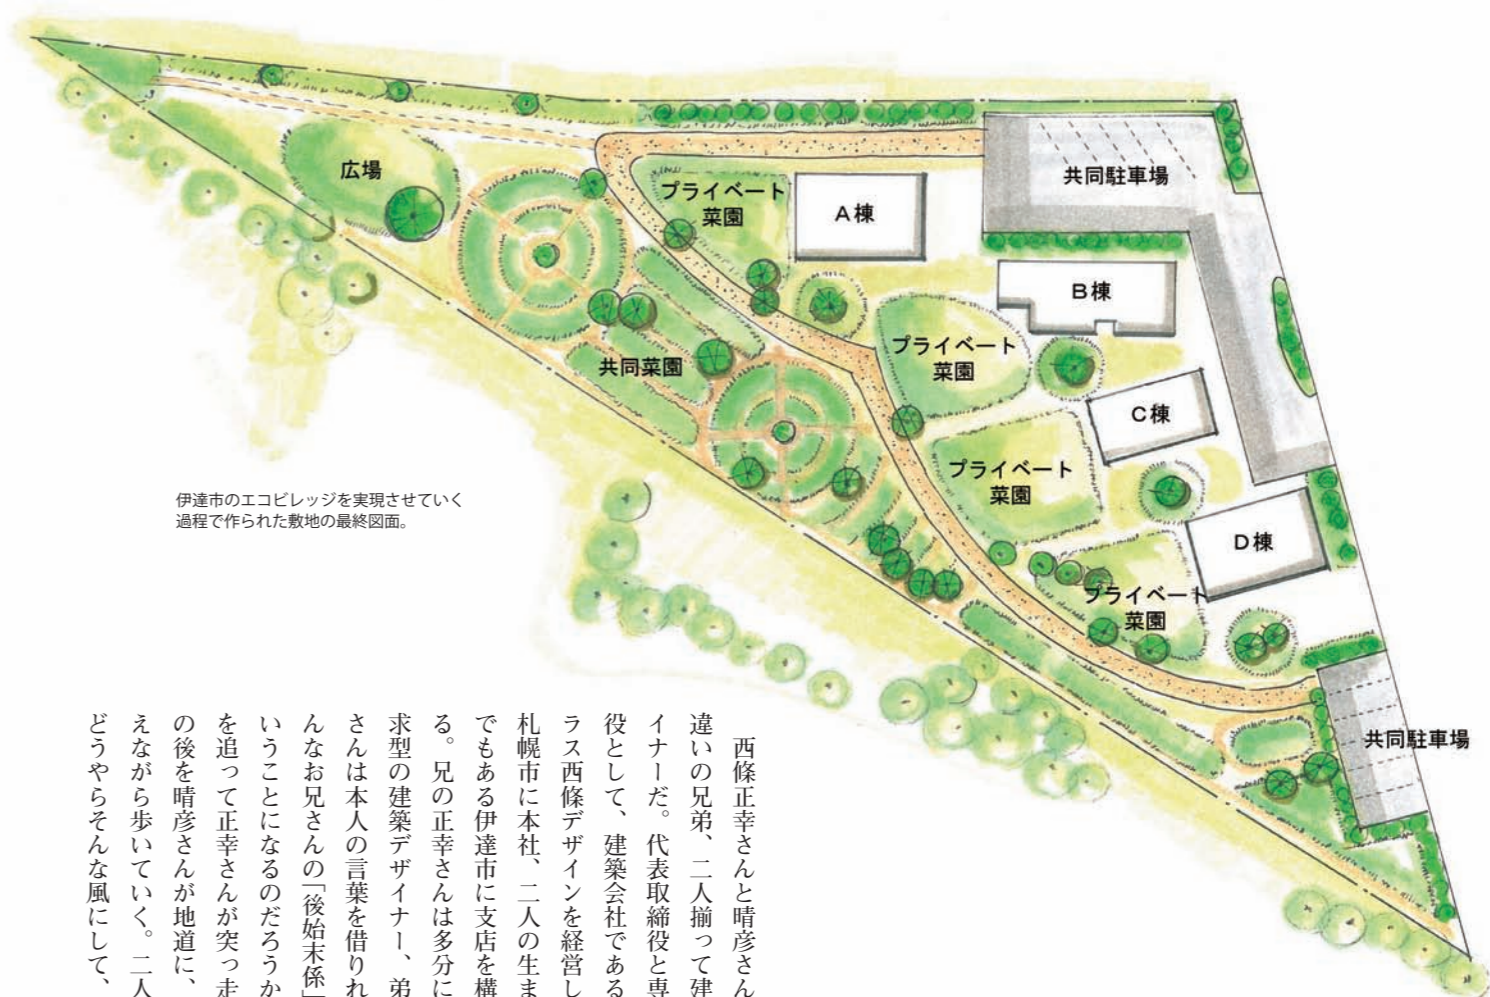 広場
プライベート
菜園
A棟
共同駐車場
B棟
プライベート
菜園
共同菜園
C棟
プライベート
菜園
D棟
プライベート
菜園
共同駐車場
伊達市のエコビレッジを実現させていく
過程で作られた敷地の最終図面。
西條正幸さんと晴彦さん
違いの兄弟、二人揃って建
イナーだ。代表取締役と専
役として、建築会社である
ラス西條デザインを経営し
札幌市に本社、二人の生ま
でもある伊達市に支店を構
る。兄の正幸さんは多分に
求型の建築デザイナー、弟
さんは本人の言葉を借りれ
んなお兄さんの「後始末係」
いうことになるのだろうか
を追って正幸さんが突っ走
の後を晴彦さんが地道に、
えながら歩いていく。二人
どうやらそんな風にして、